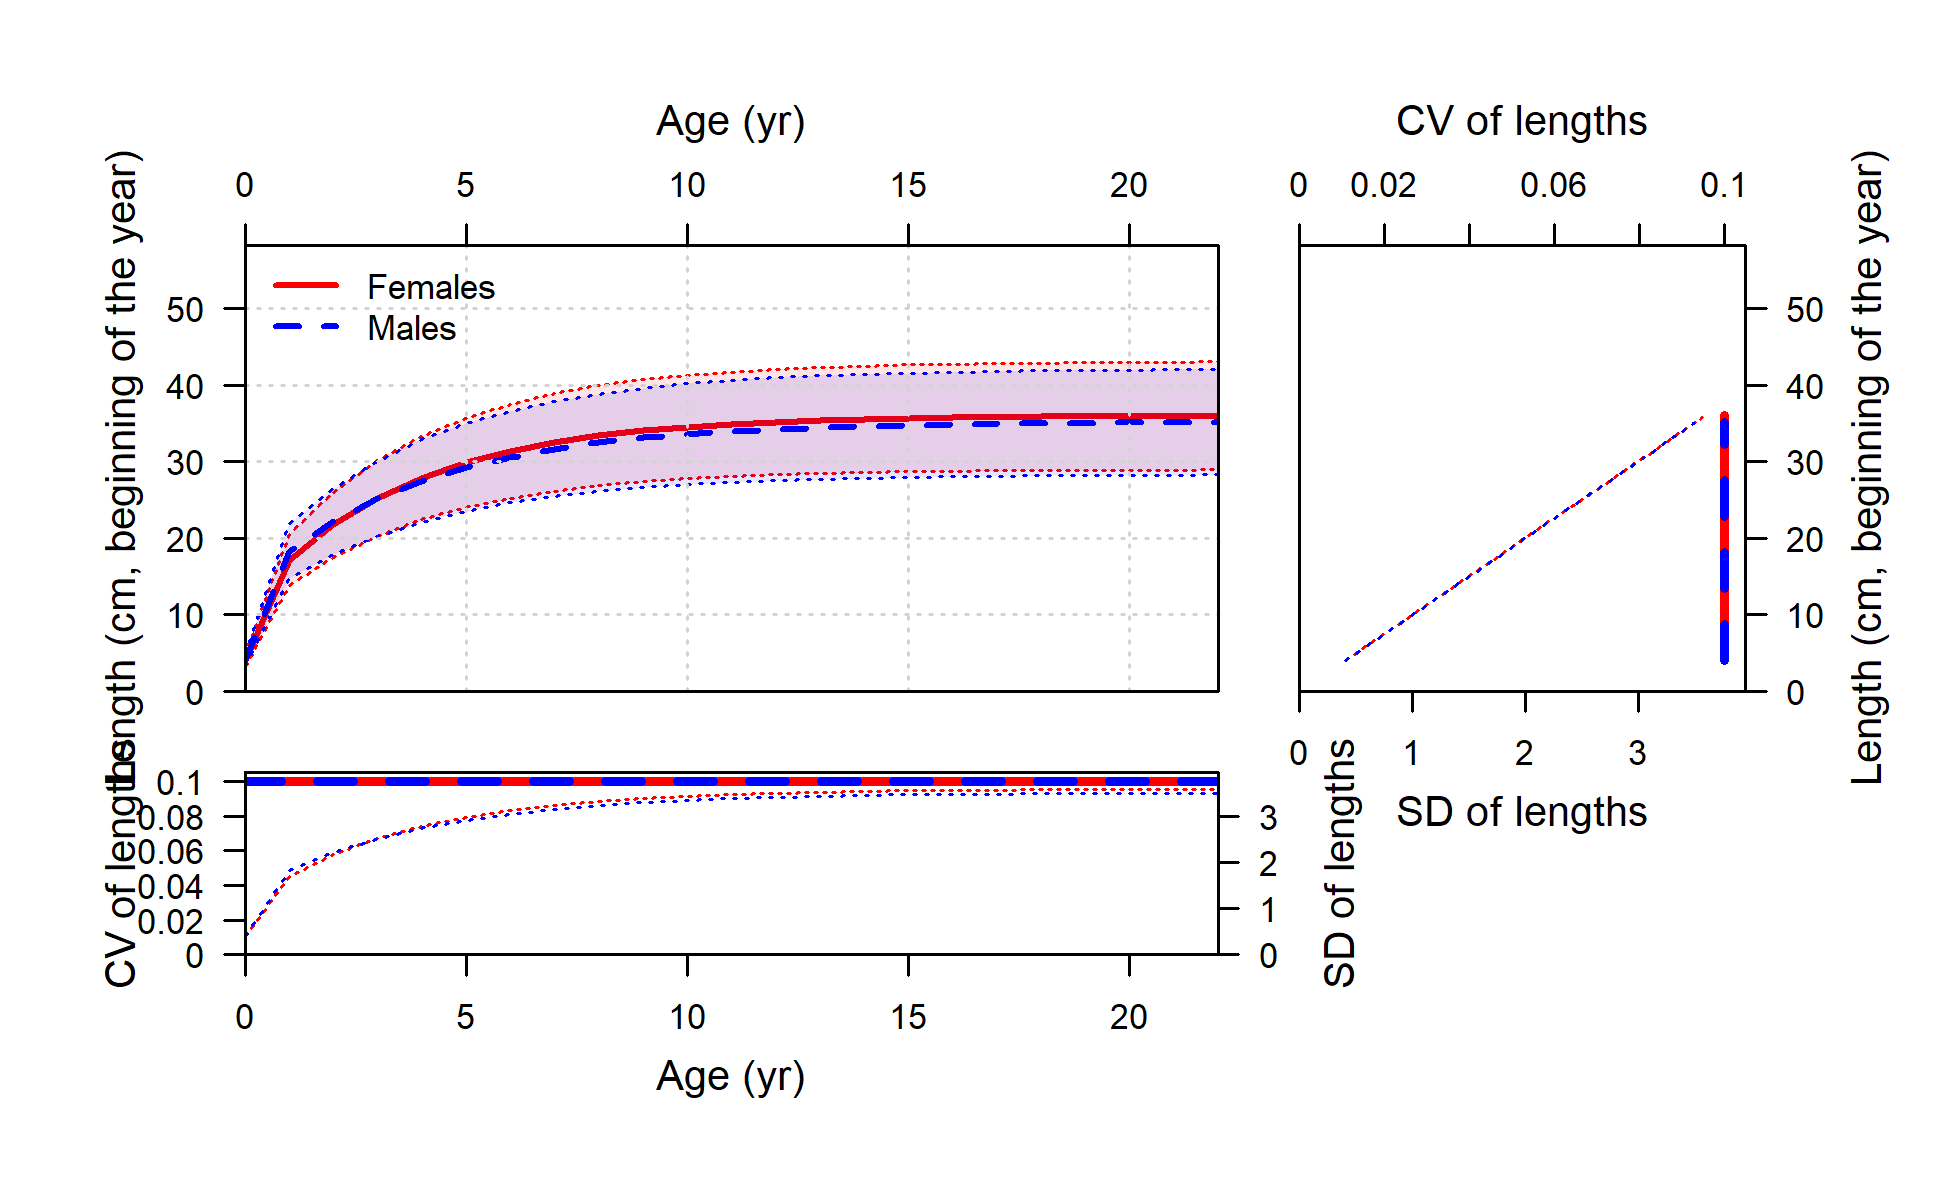 Age (yr)
0 5 10 15 20
Length (cm, beginning of the year)
50
40
30
20
10
0
Females
Males
CV of lengths
0 0.02 0.06 0.1
50
40
30
20
10
0
Length (cm, beginning of the year)
0 1 2 3
SD of lengths
CV of lengths
0.1
0.08
0.06
0.04
0.02
0
3
2
1
0
SD of lengths
0 5 10 15 20
Age (yr)